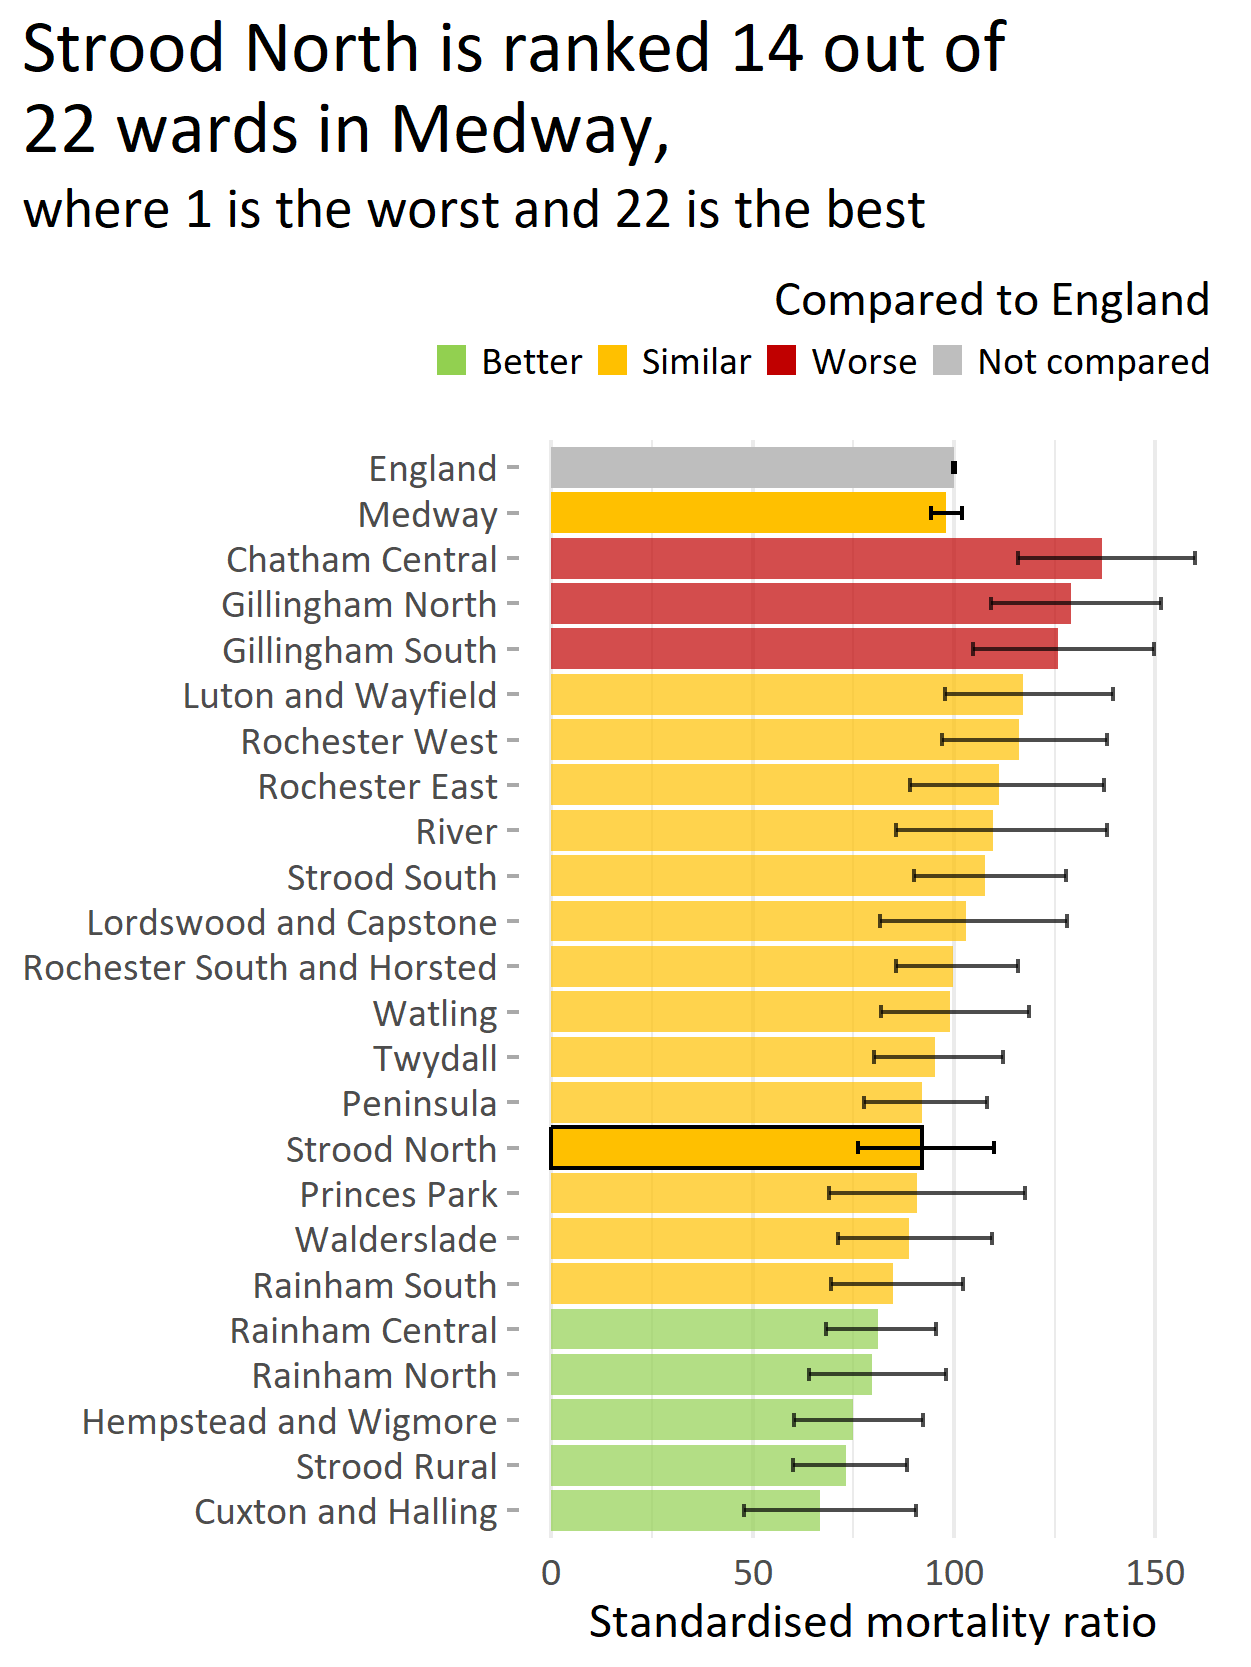 Strood North is ranked 14 out of
22 wards in Medway,
where 1 is the worst and 22 is the best
Compared to England
Better Similar Worse Not compared
England
Medway
Chatham Central
Gillingham North
Gillingham South
Luton and Wayfield
Rochester West
Rochester East
River
Strood South
Lordswood and Capstone
Rochester South and Horsted
Watling
Twydall
Peninsula
Strood North
Princes Park
Walderslade
Rainham South
Rainham Central
Rainham North
Hempstead and Wigmore
Strood Rural
Cuxton and Halling
0 50 100 150
Standardised mortality ratio